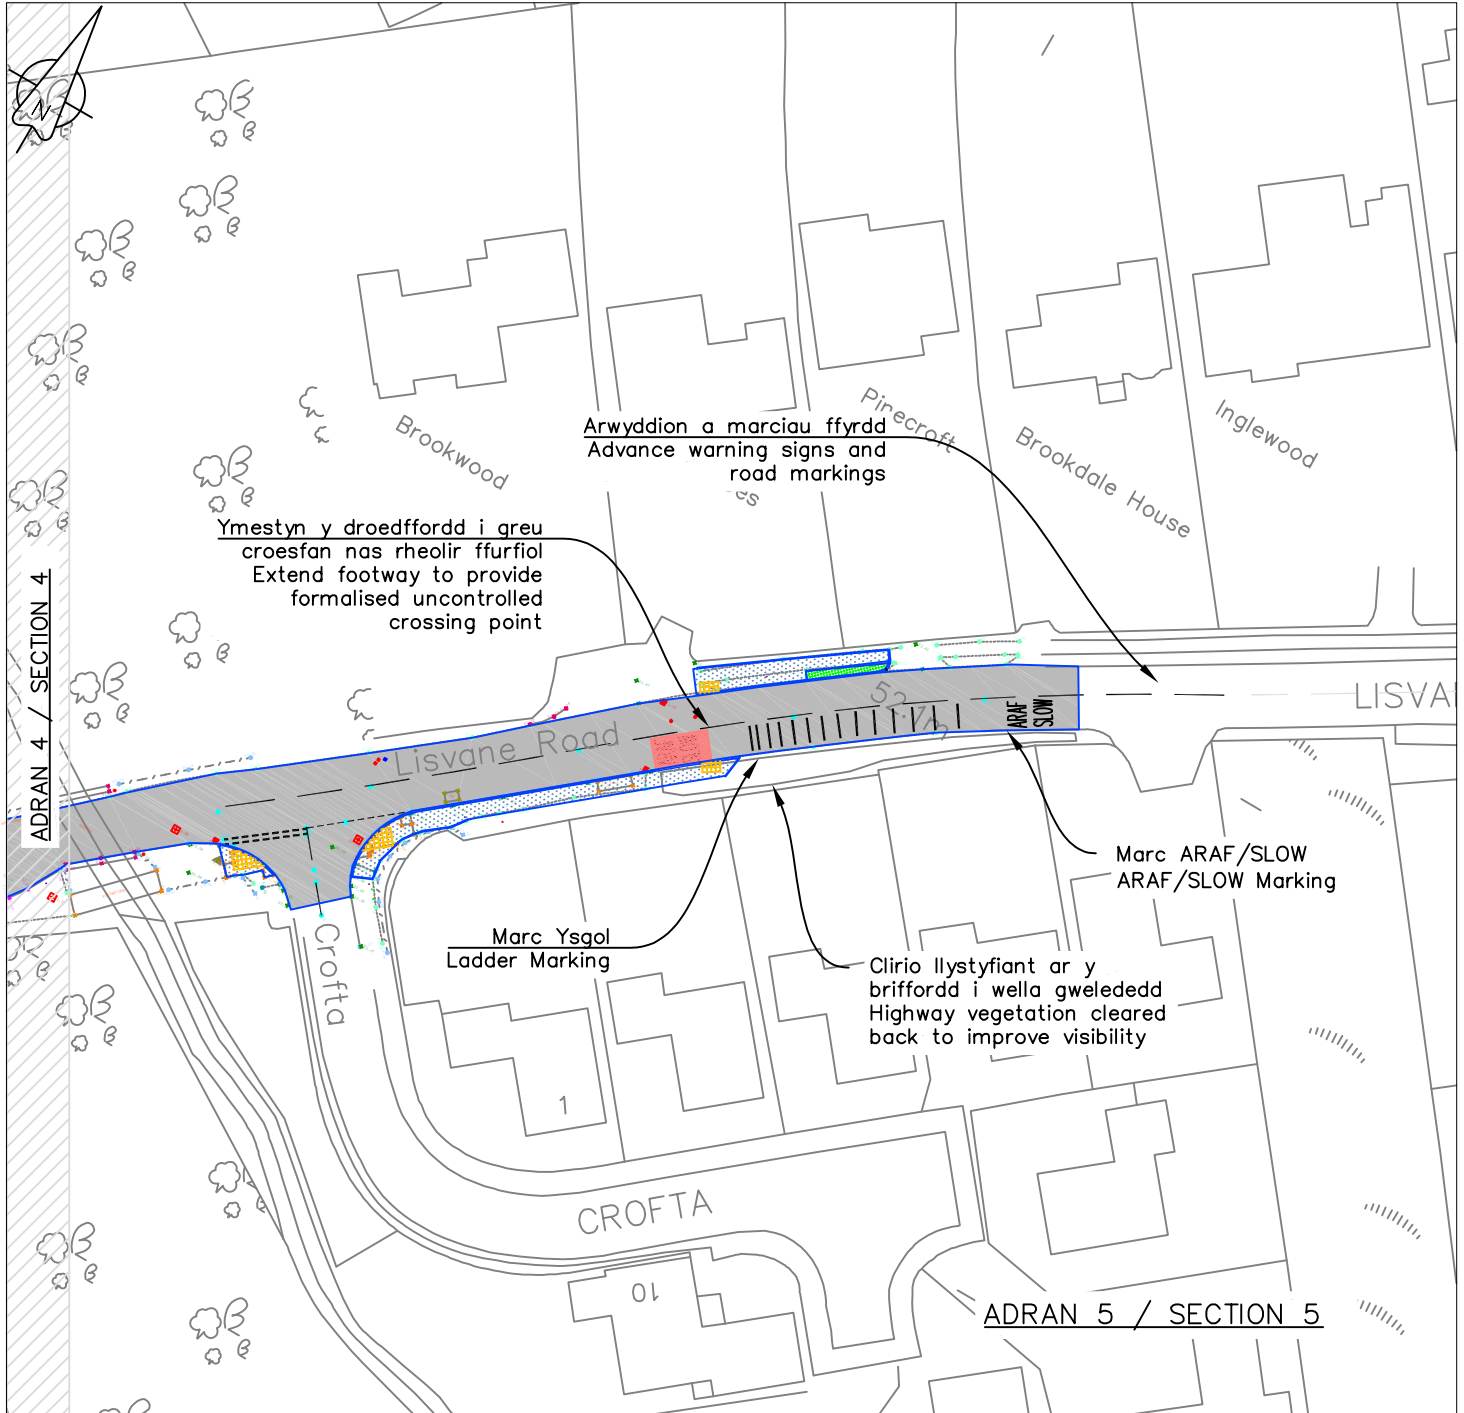 N
Brookwood
Pinecroft
Brookdale House
Inglewood
Arwyddion a marciau ffyrdd
Advance warning signs and
road markings
es
Ymestyn y droedffordd i greu
croesfan nas rheolir ffurfiol
Extend footway to provide
formalised uncontrolled
crossing point
ADRAN 4 / SECTION 4
Lisvane Road
52.1m
ARAF
SLOW
LISVA
Marc ARAF/SLOW
ARAF/SLOW Marking
Marc Ysgol
Ladder Marking
Clirio llystyfiant ar y
briffordd i wella gwelededd
Highway vegetation cleared
back to improve visibility
Crofta
1
CROFTA
10
ADRAN 5 / SECTION 5